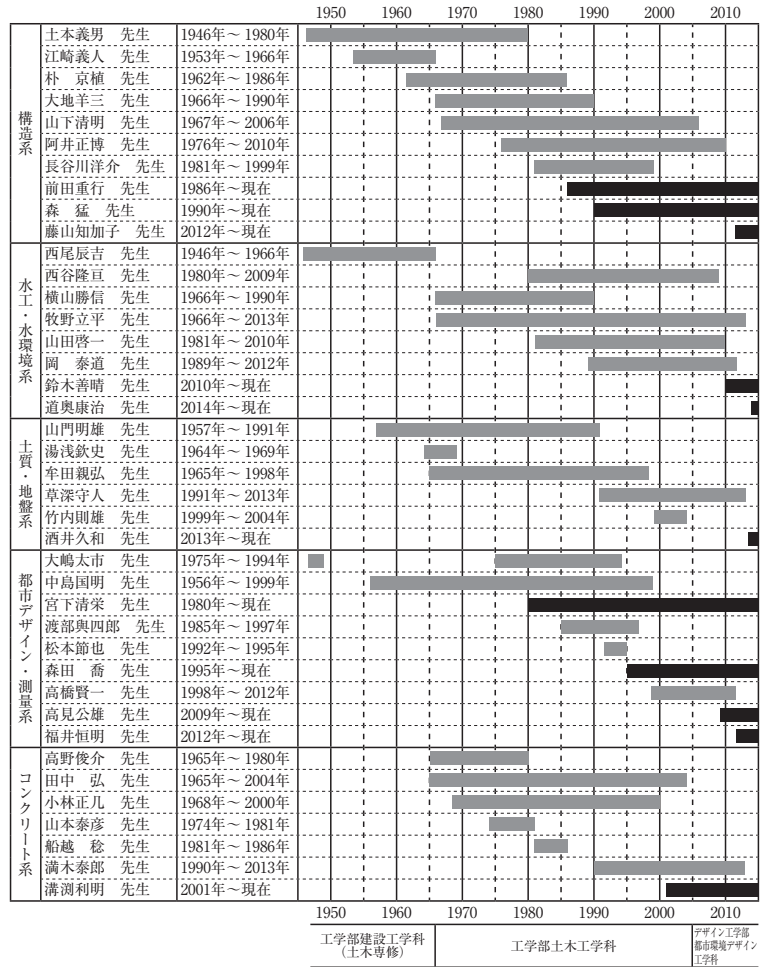 1950 1960 1970 1980 1990 2000 2010
構造系
土本義男 先生 1946年～1980年
江崎義人 先生 1953年～1966年
朴 京植 先生 1962年～1986年
大地羊三 先生 1966年～1990年
山下清明 先生 1967年～2006年
阿井正博 先生 1976年～2010年
長谷川洋介 先生 1981年～1999年
前田重行 先生 1986年～現在
森 猛 先生 1990年～現在
藤山知加子 先生 2012年～現在
水工・水環境系
西尾辰吉 先生 1946年～1966年
西谷隆亘 先生 1980年～2009年
横山勝信 先生 1966年～1990年
牧野立平 先生 1966年～2013年
山田啓一 先生 1981年～2010年
岡 泰道 先生 1989年～2012年
鈴木善晴 先生 2010年～現在
道奥康治 先生 2014年～現在
土質・地盤系
山門明雄 先生 1957年～1991年
湯浅欽史 先生 1964年～1969年
牟田親弘 先生 1965年～1998年
草深守人 先生 1991年～2013年
竹内則雄 先生 1999年～2004年
酒井久和 先生 2013年～現在
都市デザイン・測量系
大嶋太市 先生 1975年～1994年
中島国明 先生 1956年～1999年
宮下清栄 先生 1980年～現在
渡部與四郎 先生 1985年～1997年
松本節也 先生 1992年～1995年
森田 喬 先生 1995年～現在
高橋賢一 先生 1998年～2012年
高見公雄 先生 2009年～現在
福井恒明 先生 2012年～現在
コンクリート系
高野俊介 先生 1965年～1980年
田中 弘 先生 1965年～2004年
小林正几 先生 1968年～2000年
山本泰彦 先生 1974年～1981年
船越 稔 先生 1981年～1986年
満木泰郎 先生 1990年～2013年
溝渕利明 先生 2001年～現在
1950 1960 1970 1980 1990 2000 2010
工学部建設工学科
（土木専修）
工学部土木工学科
デザイン工学部
都市環境デザイン
工学科